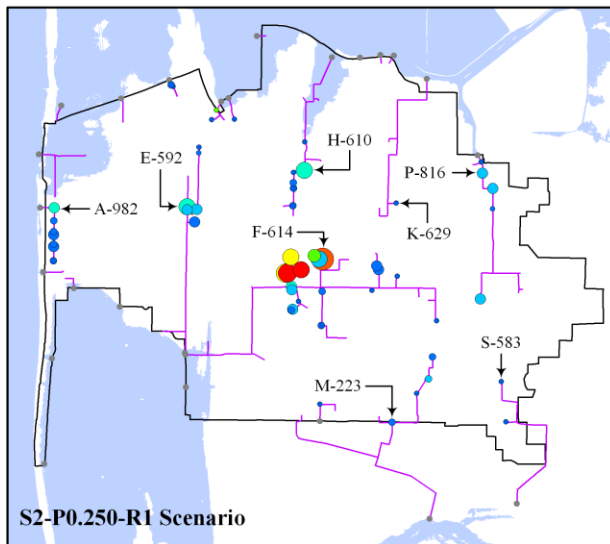 H-610
E-592
P-816
A-982
K-629
F-614
S-583
M-223
S2-P0.250-R1 Scenario